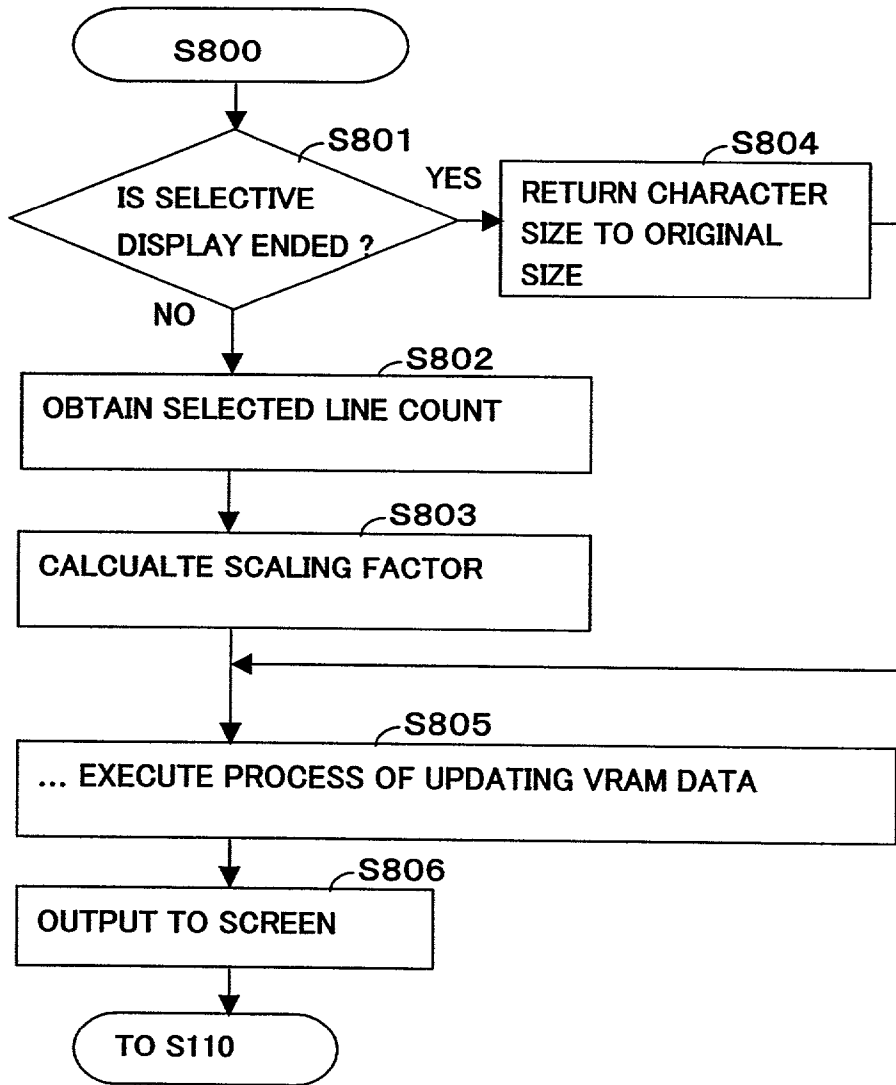 S800
S801
IS SELECTIVE
DISPLAY ENDED ?
YES
S804
RETURN CHARACTER
SIZE TO ORIGINAL
SIZE
NO
S802
OBTAIN SELECTED LINE COUNT
S803
CALCUALTE SCALING FACTOR
S805
... EXECUTE PROCESS OF UPDATING VRAM DATA
S806
OUTPUT TO SCREEN
TO S110